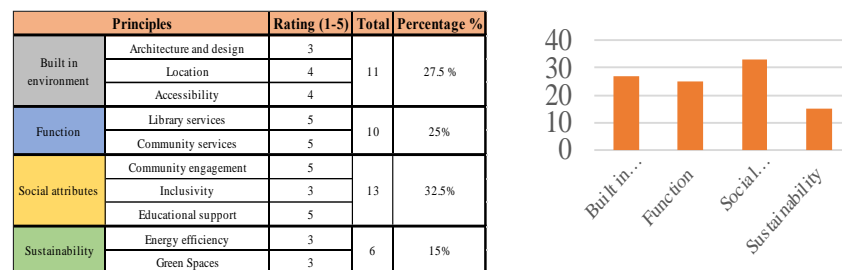 Principles Rating (1-5) Total Percentage %
Built in environment Architecture and design 3 11 27.5 %
Location 4
Accessibility 4
Function Library services 5 10 25%
Community services 5
Social attributes Community engagement 5 13 32.5%
Inclusivity 3
Educational support 5
Sustainability Energy efficiency 3 6 15%
Green Spaces 3
40
30
20
10
0
Built in…
Function
Social…
Sustainability